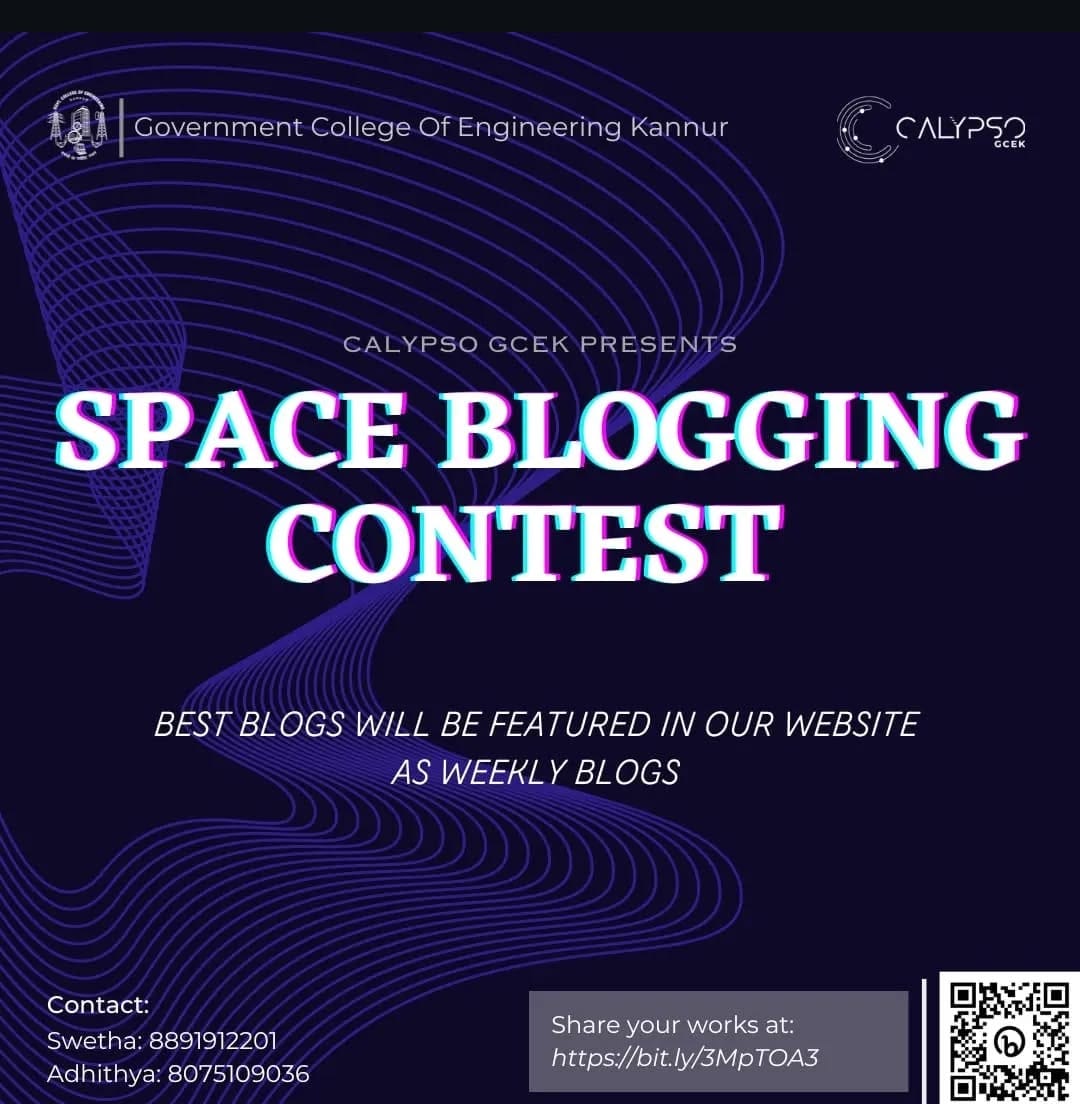 Government College Of Engineering Kannur
CALYPSO
GCEK
CALYPSO GCEK PRESENTS
SPACE BLOGGING
CONTEST
BEST BLOGS WILL BE FEATURED IN OUR WEBSITE
AS WEEKLY BLOGS
Contact:
Swetha: 8891912201
Adhithya: 8075109036
Share your works at:
https://bit.ly/3MpTOA3